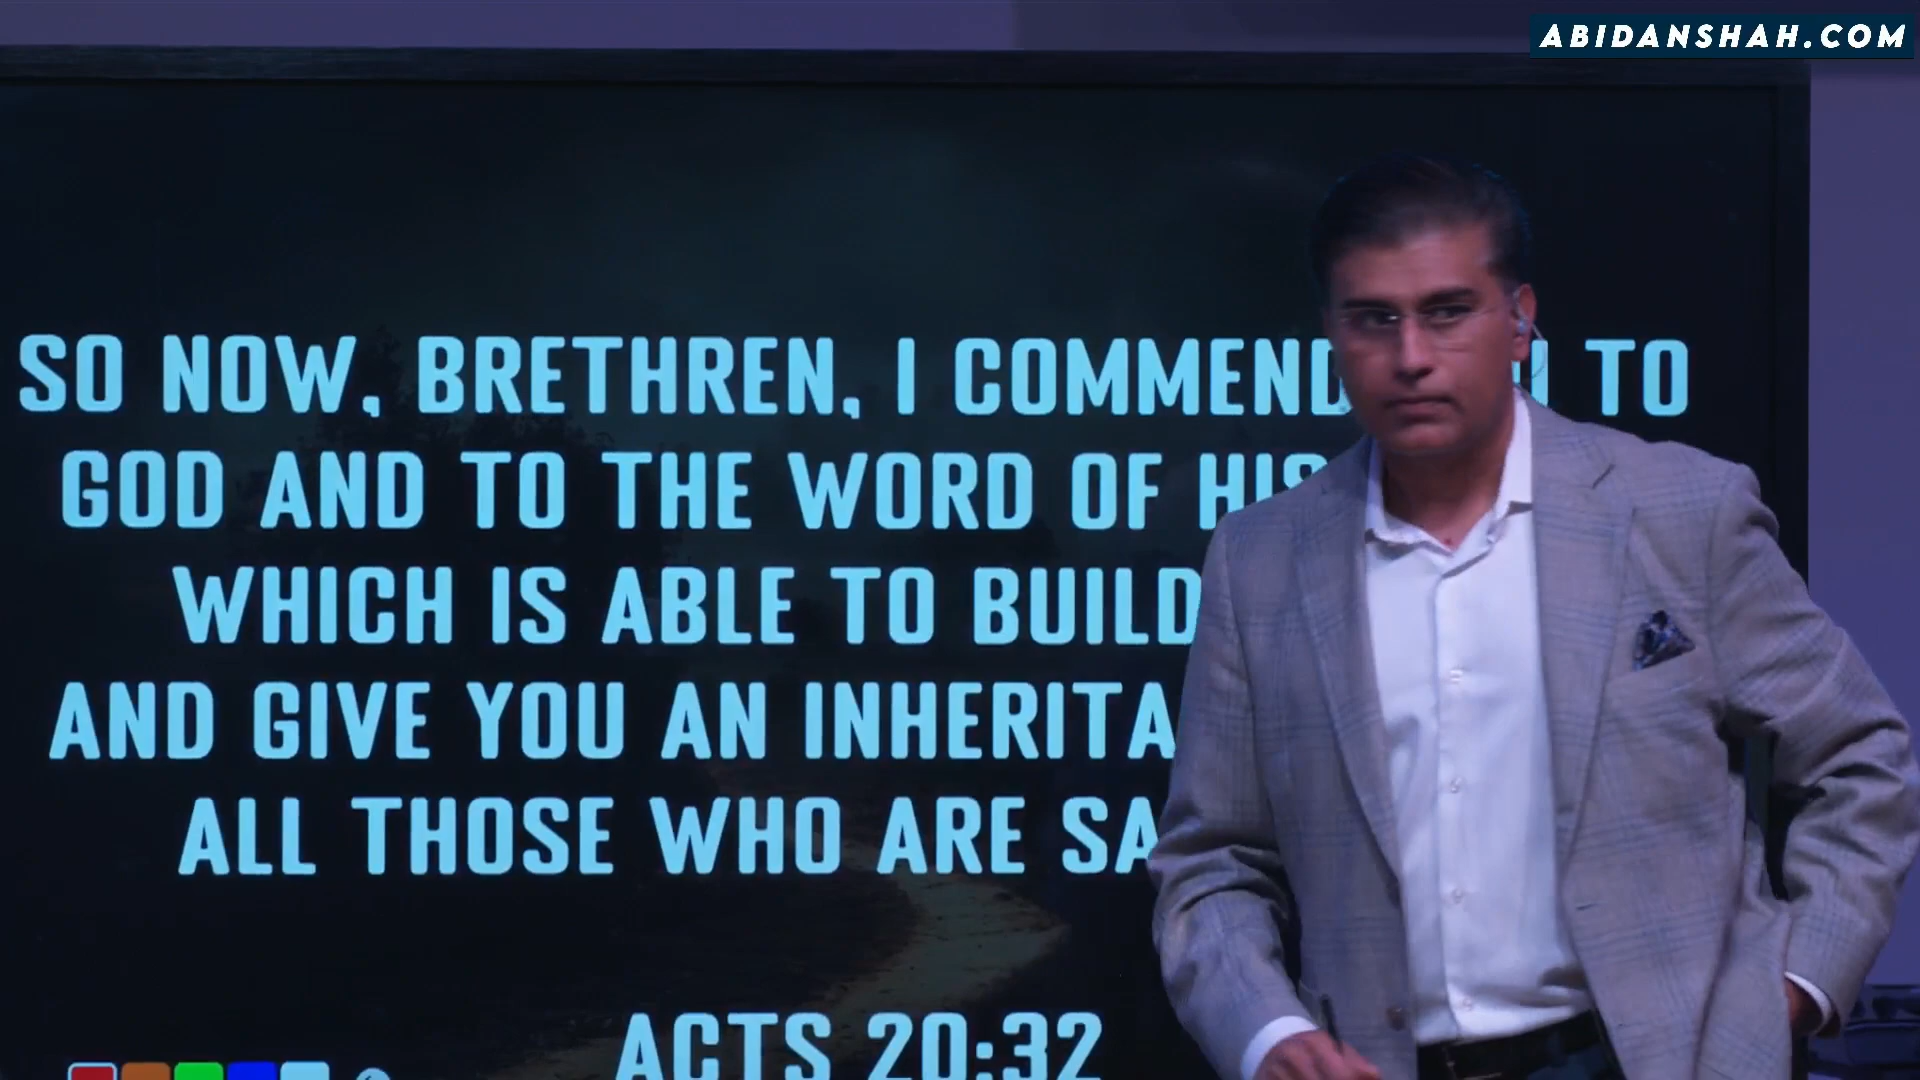 ABIDANSHAH.COM
SO NOW, BRETHREN, I COMMEND TO
GOD AND TO THE WORD OF HIS
WHICH IS ABLE TO BUILD
AND GIVE YOU AN
ALL THOSE WHO ARE
ACTS 20:32